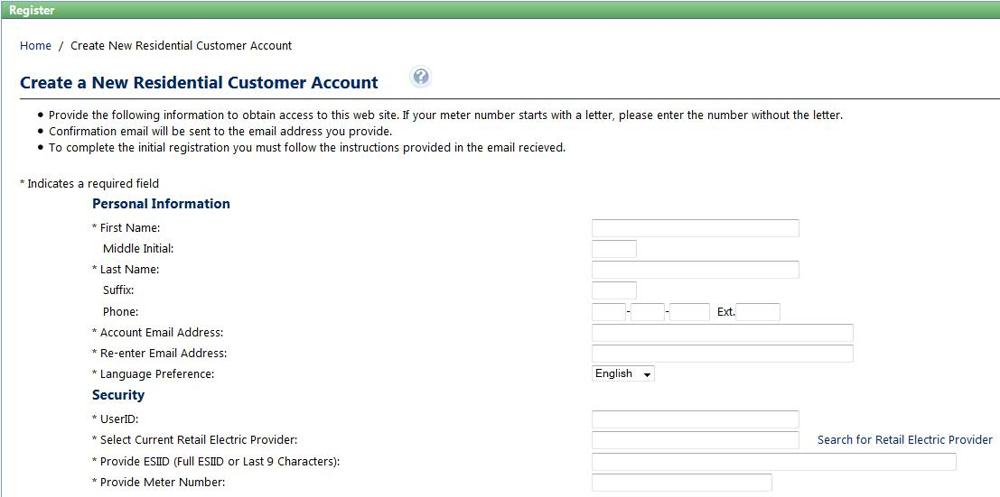 Register
Home / Create New Residential Customer Account
Create a New Residential Customer Account ?
• Provide the following information to obtain access to this web site. If your meter number starts with a letter, please enter the number without the letter.
• Confirmation email will be sent to the email address you provide.
• To complete the initial registration you must follow the instructions provided in the email recieved.
* Indicates a required field
Personal Information
* First Name:
Middle Initial:
* Last Name:
Suffix:
Phone: - - Ext.
* Account Email Address:
* Re-enter Email Address:
* Language Preference: English
Security
* UserID:
* Select Current Retail Electric Provider: Search for Retail Electric Provider
* Provide ESIID (Full ESIID or Last 9 Characters):
* Provide Meter Number: